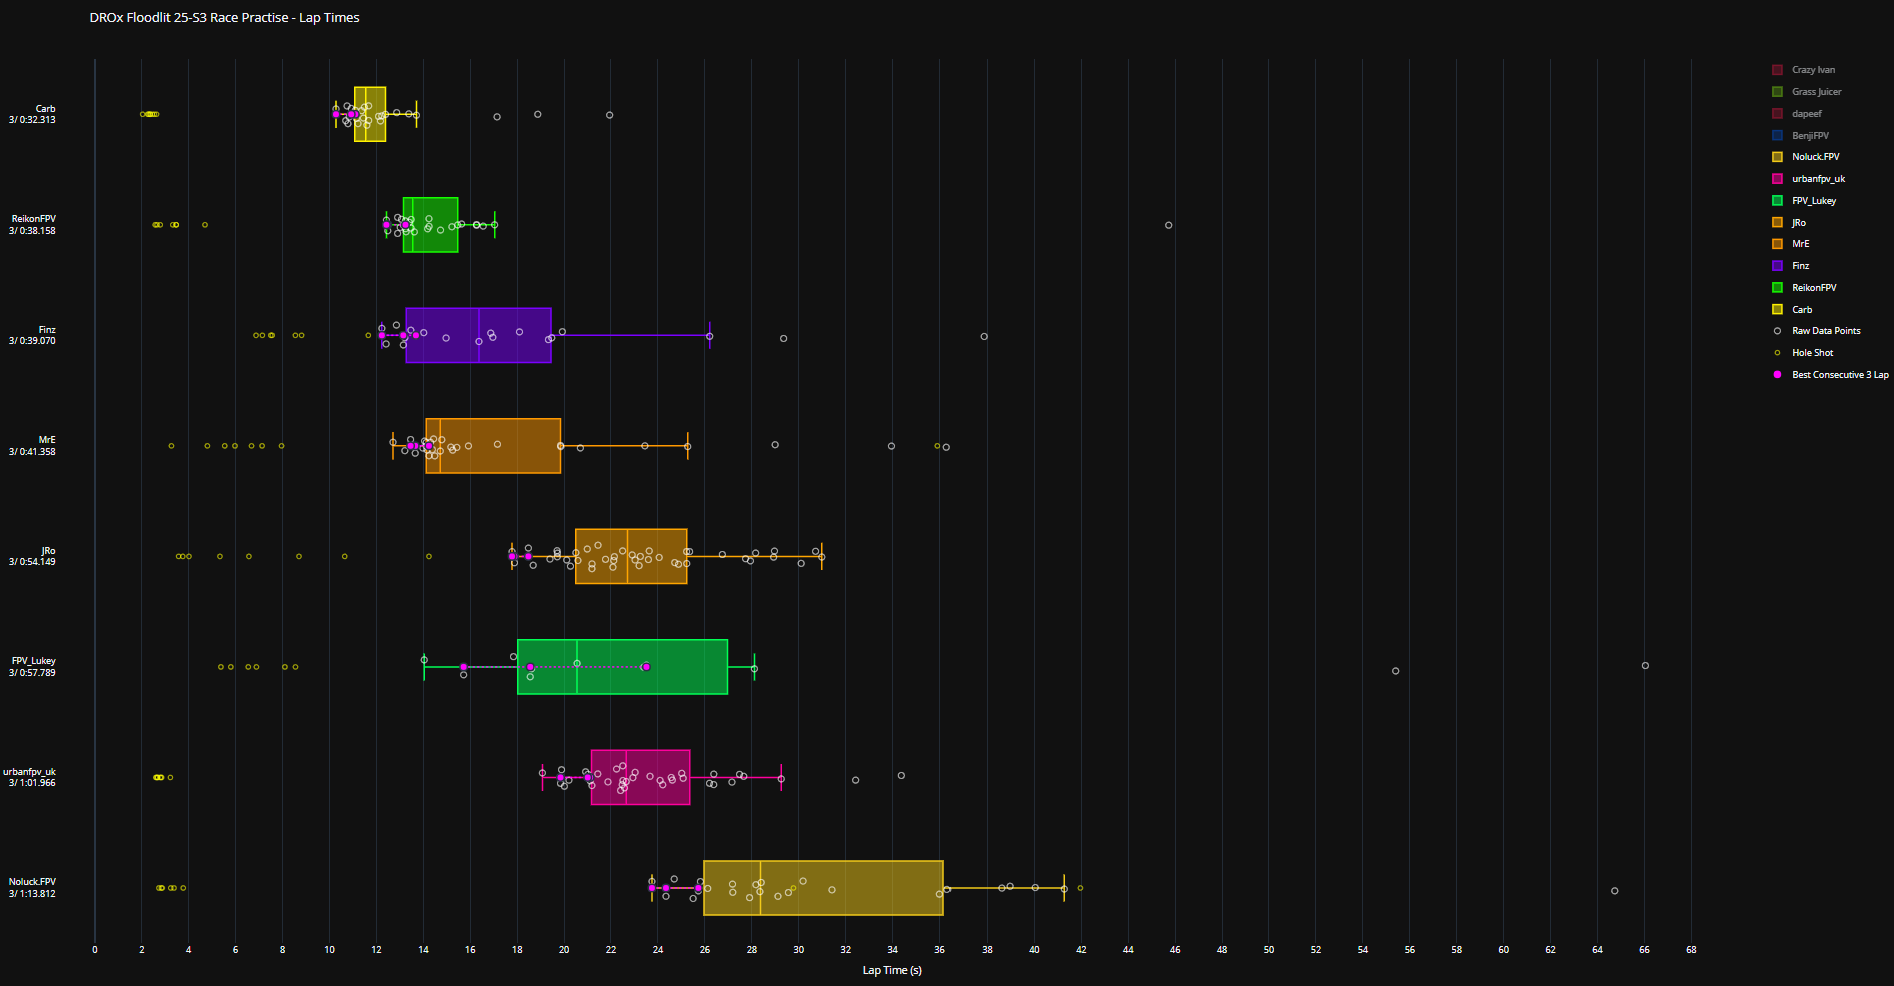 DROx Floodlit 25-S3 Race Practise - Lap Times
Carb
3/ 0:32.313
ReikonFPV
3/ 0:38.158
Finz
3/ 0:39.070
MrE
3/ 0:41.358
JRo
3/ 0:54.149
FPV_Lukey
3/ 0:57.789
urbanfpv_uk
3/ 1:01.966
Noluck.FPV
3/ 1:13.812
0 2 4 6 8 10 12 14 16 18 20 22 24 26 28 30 32 34 36 38 40 42 44 46 48 50 52 54 56 58 60 62 64 66 68
Lap Time (s)
Crazy Ivan
Grass Juicer
dapeef
BenjiFPV
Noluck.FPV
urbanfpv_uk
FPV_Lukey
JRo
MrE
Finz
ReikonFPV
Carb
Raw Data Points
Hole Shot
Best Consecutive 3 Lap